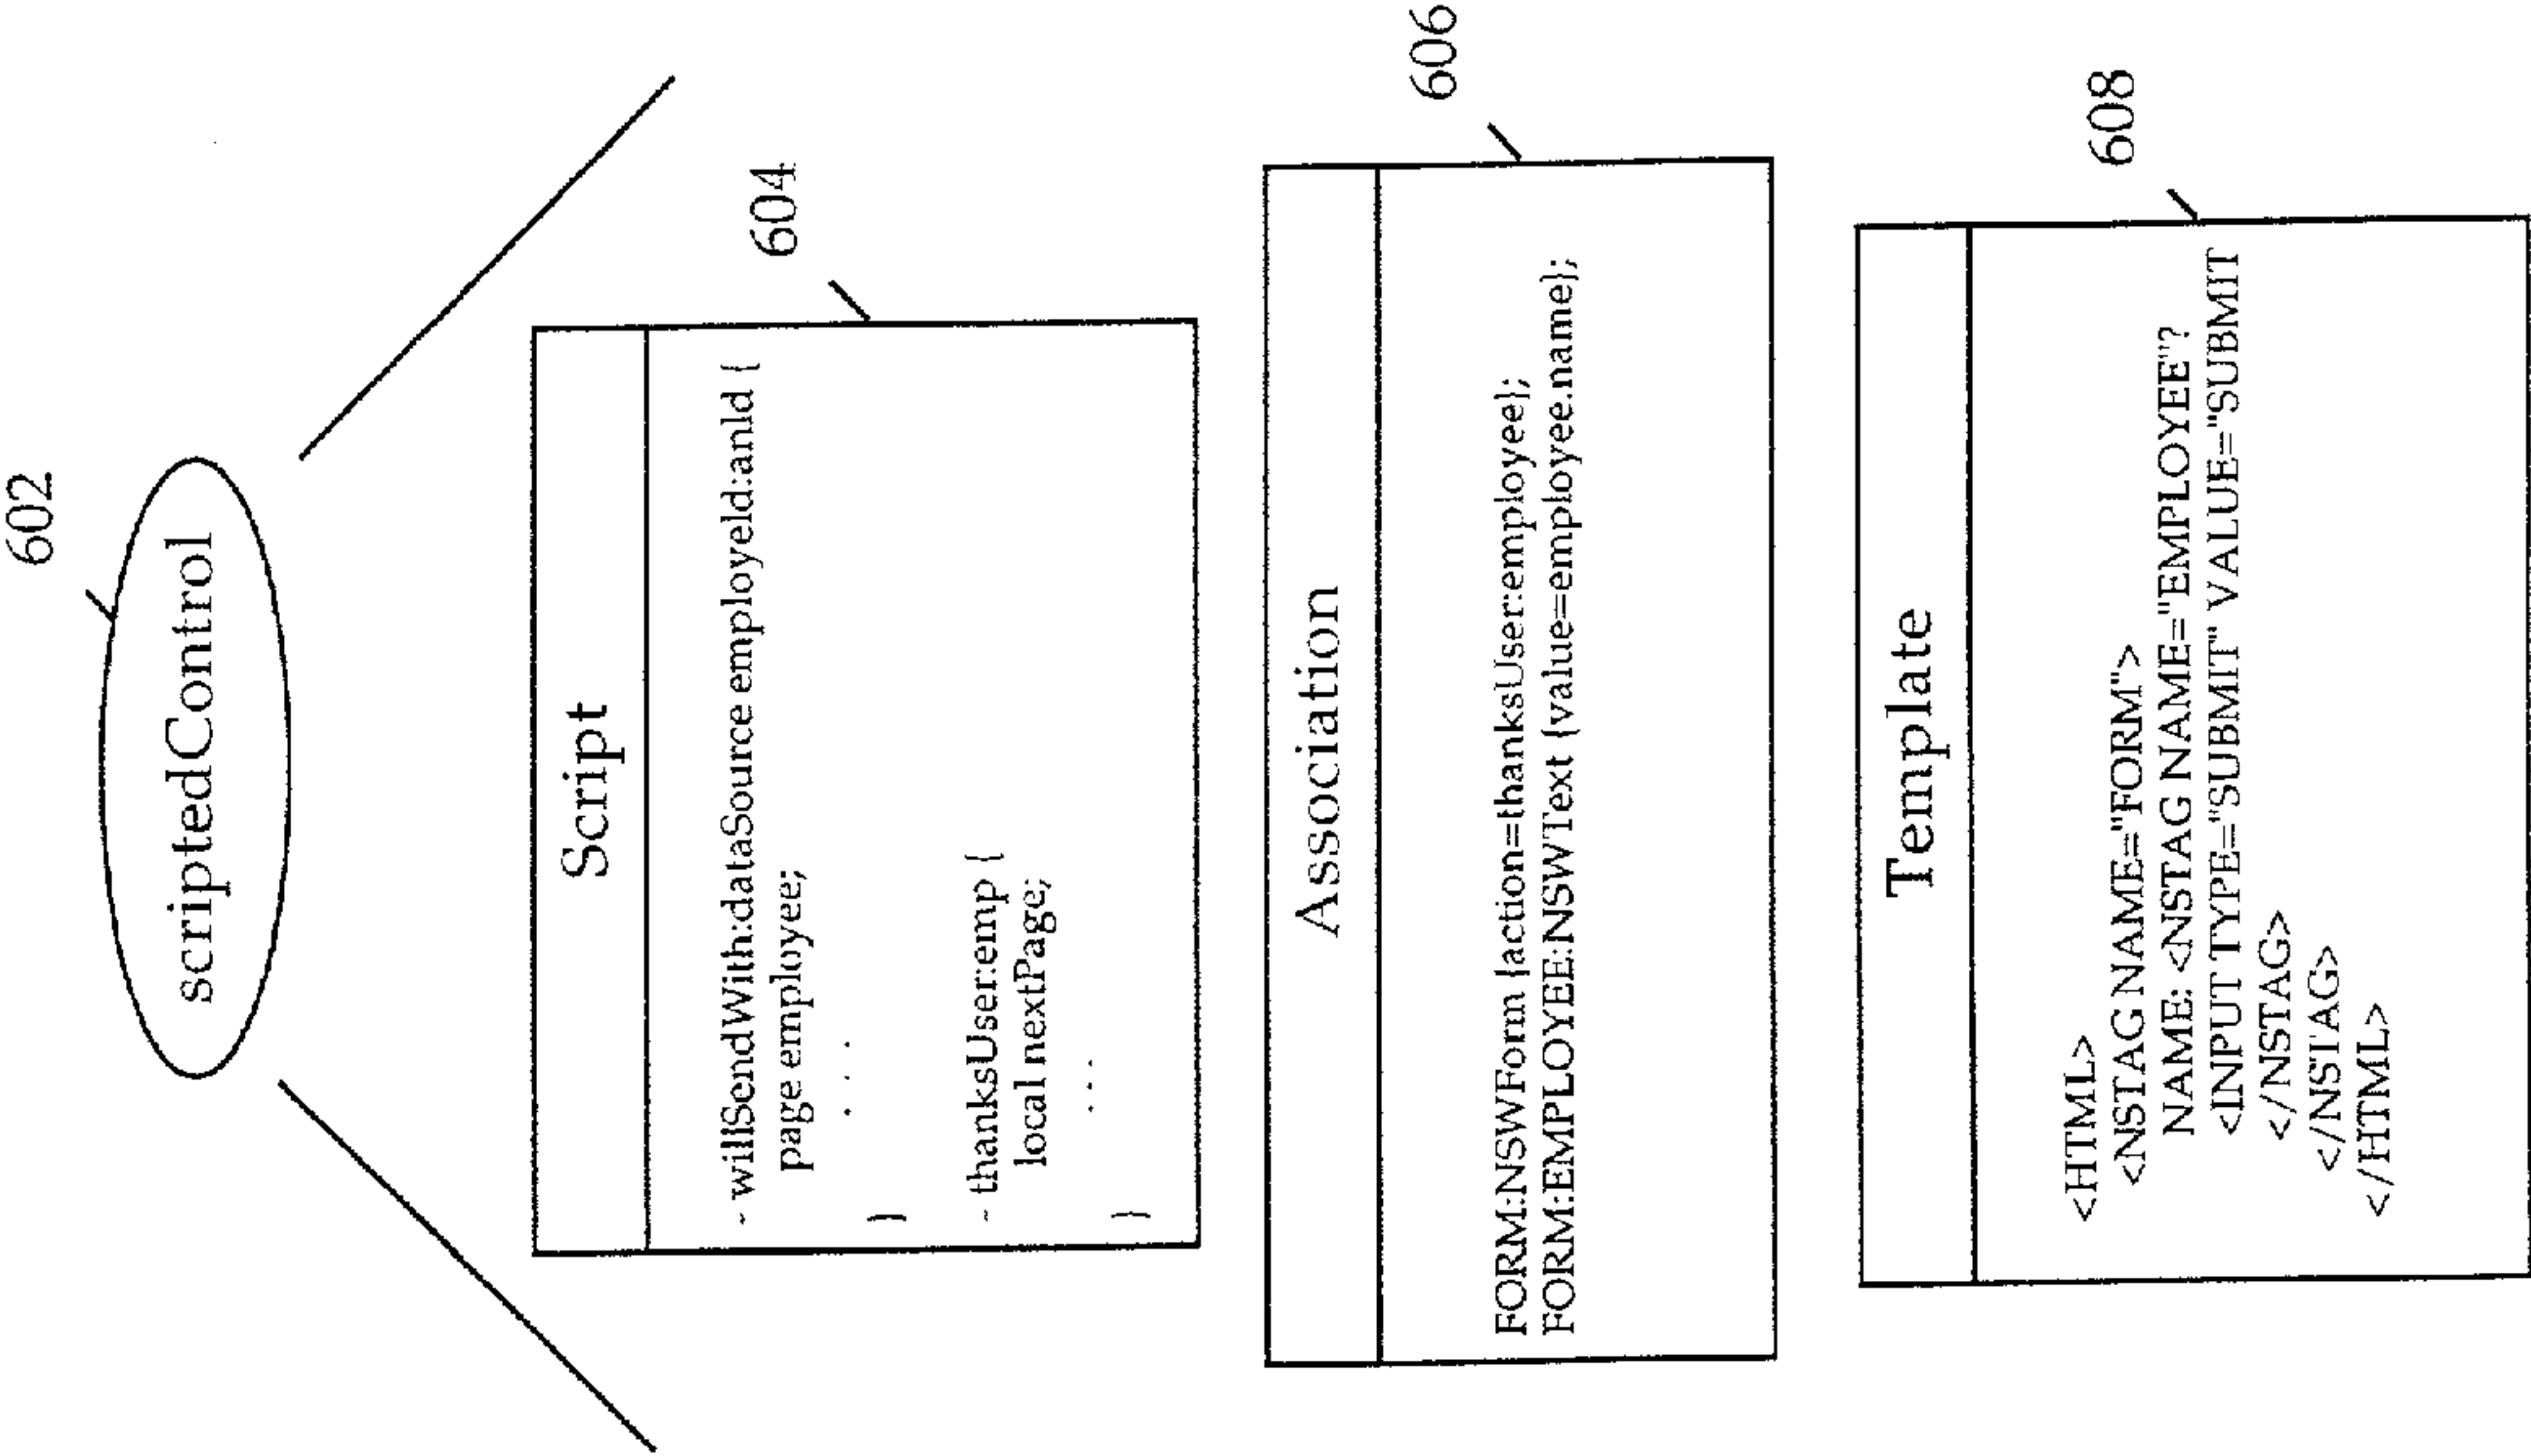 602
scriptedControl
604
Script
- willSendWith:dataSource employeId:anId {
page employee;
. . . .
}
- thanksUser:emp {
local nextPage;
. . .
}
606
Association
FORM:NSWForm {action=thanksUser:employee};
FORM:EMPLOYEE:NSWText {value=employee.name};
608
Template
<HTML>
<NSTAG NAME="FORM">
NAME: <NSTAG NAME="EMPLOYEE"?
<INPUT TYPE="SUBMIT" VALUE="SUBMIT
</NSTAG>
</NSTAG>
</HTML>